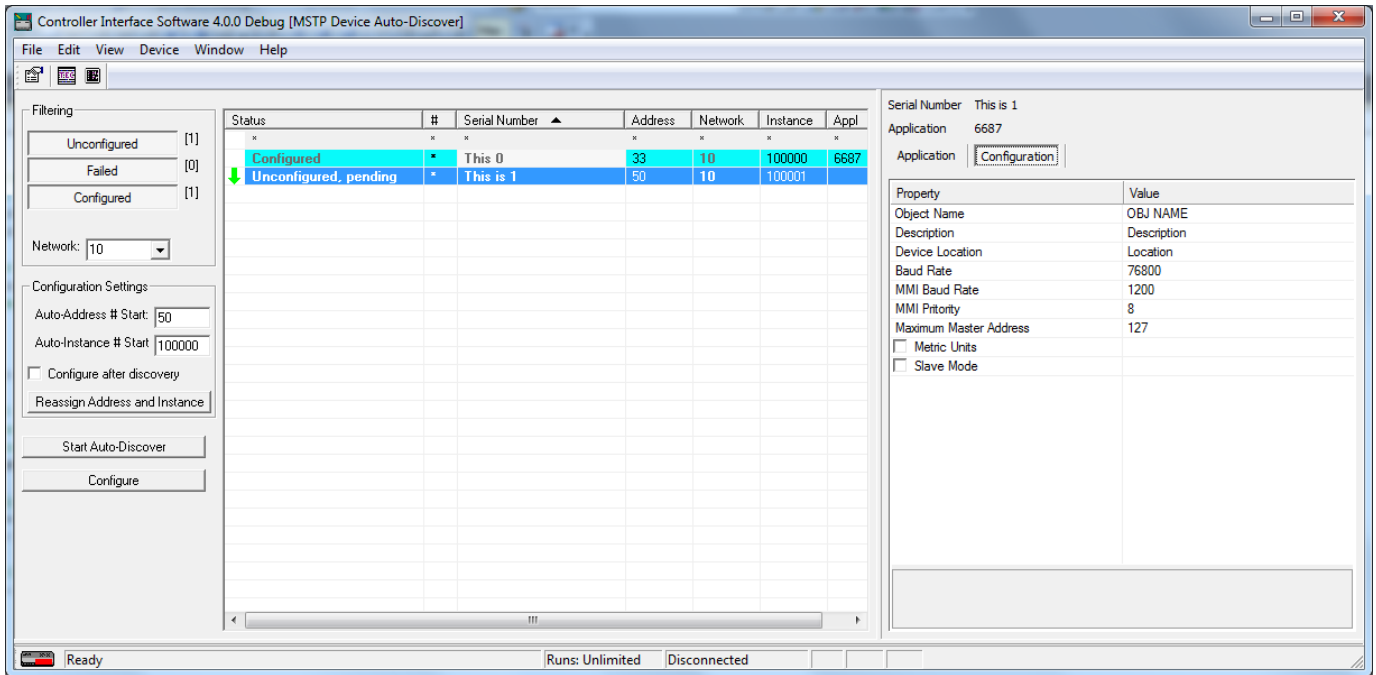 Controller Interface Software 4.0.0 Debug [MSTP Device Auto-Discover]
File Edit View Device Window Help
Filtering
Unconfigured [1]
Failed [0]
Configured [1]
Network: 10
Configuration Settings
Auto-Address # Start: 50
Auto-Instance # Start 100000
Configure after discovery
Reassign Address and Instance
Start Auto-Discover
Configure
Status # Serial Number Address Network Instance Appl
* * * * * * *
Configured * This 0 33 10 100000 6687
Unconfigured, pending * This is 1 50 10 100001
Serial Number This is 1
Application 6687
Application Configuration
Property Value
Object Name OBJ NAME
Description Description
Device Location Location
Baud Rate 76800
MMI Baud Rate 1200
MMI Pritority 8
Maximum Master Address 127
Metric Units
Slave Mode
Ready Runs: Unlimited Disconnected